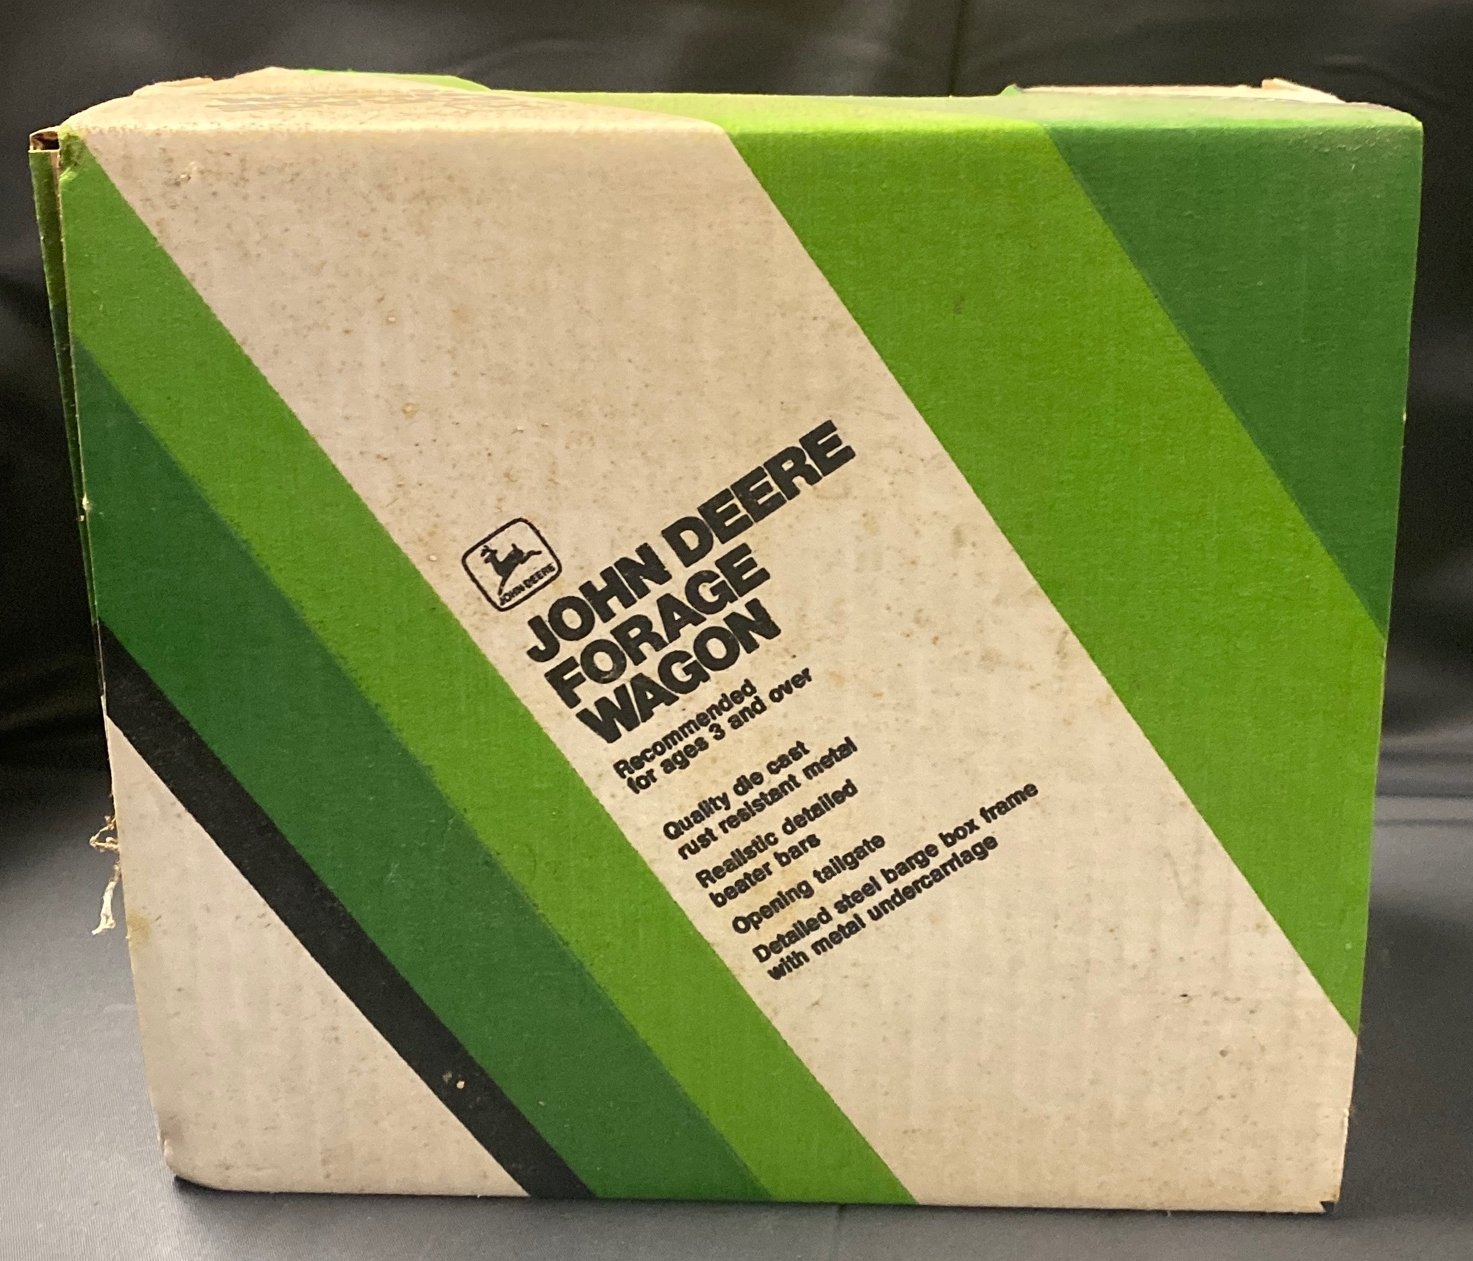 JOHN DEERE
JOHN DEERE
FORAGE
WAGON
Recommended
for ages 3 and over
Quality die cast
rust resistant metal
Realistic detailed
beater bars
Opening tailgate
Detailed steel barge box frame
with metal undercarriage